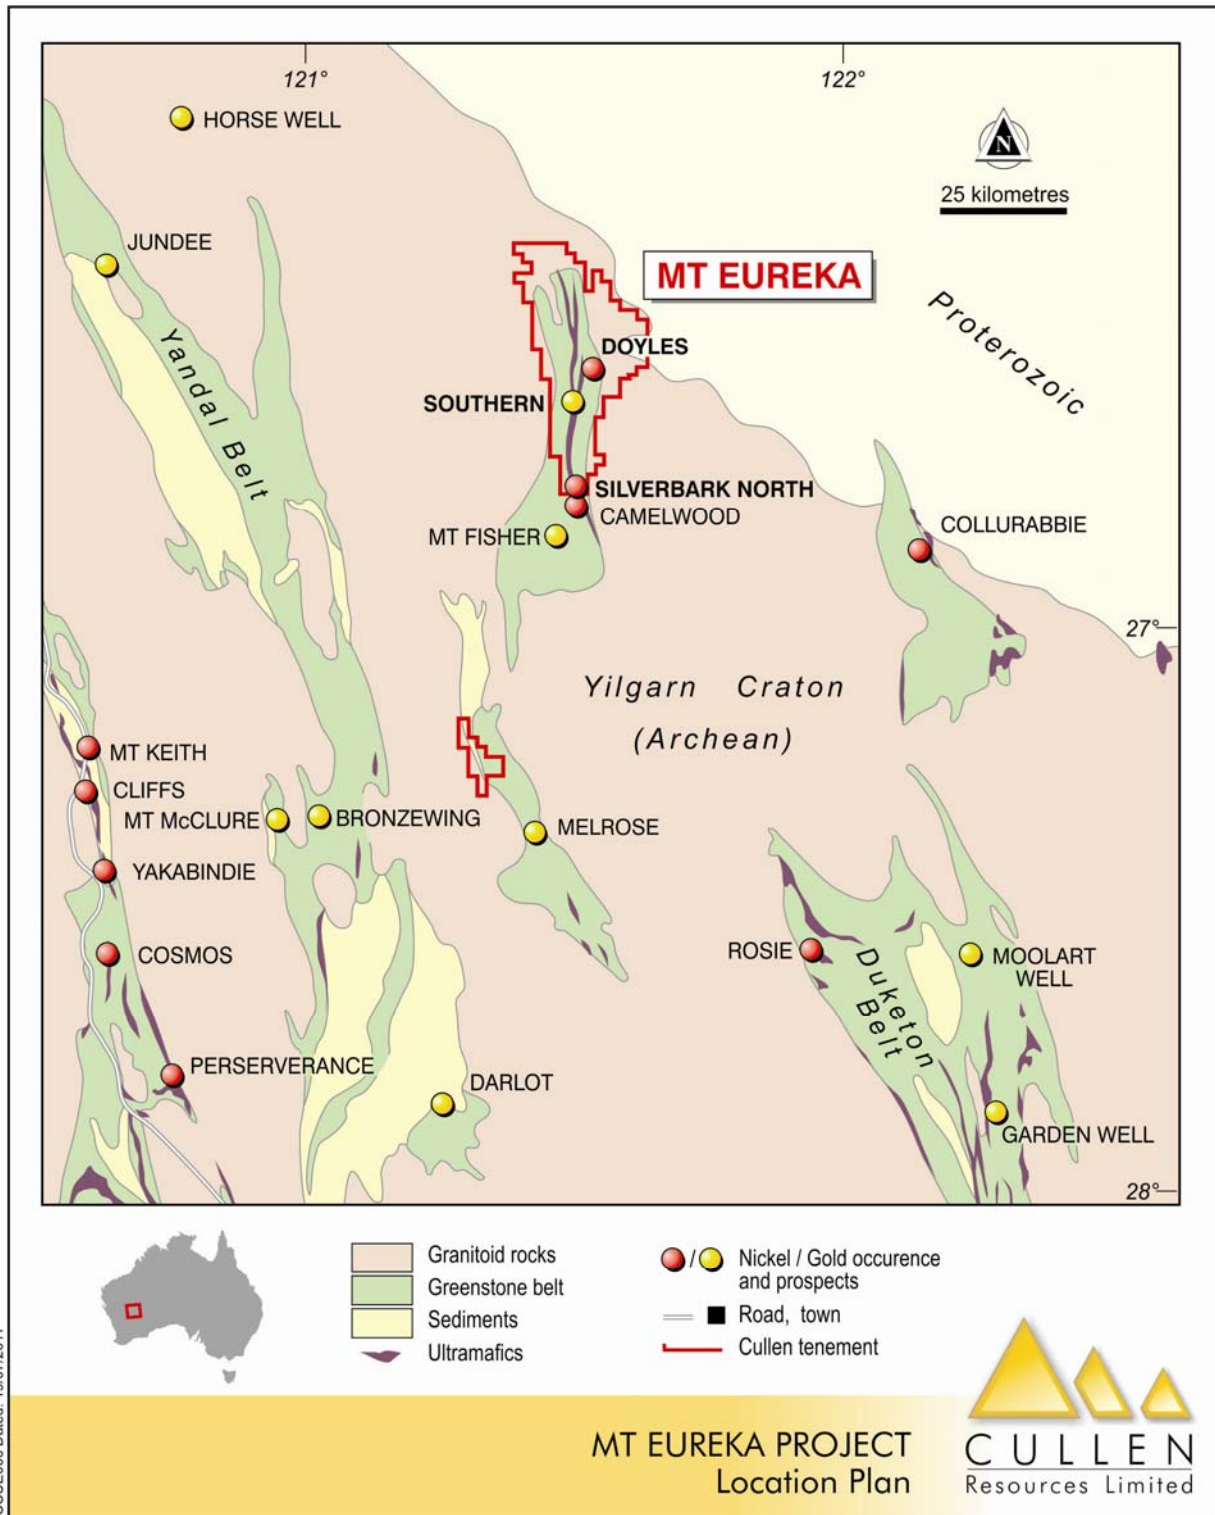 121°
122°
HORSE WELL
N
25 kilometres
JUNDEE
MT EUREKA
Proterozoic
Yandal Belt
DOYLES
SOUTHERN
SILVERBARK NORTH
CAMELWOOD
MT FISHER
COLLURABBIE
27°
Yilgarn Craton
(Archean)
MT KEITH
CLIFFS
MT McCLURE
BRONZEWING
MELROSE
YAKABINDIE
COSMOS
ROSIE
Duketon
Belt
MOOLART
WELL
PERSERVERANCE
DARLOT
GARDEN WELL
28°
Granitoid rocks
Greenstone belt
Sediments
Ultramafics
/
Nickel / Gold occurence
and prospects
Road, town
Cullen tenement
MT EUREKA PROJECT
Location Plan
CULLEN
Resources Limited